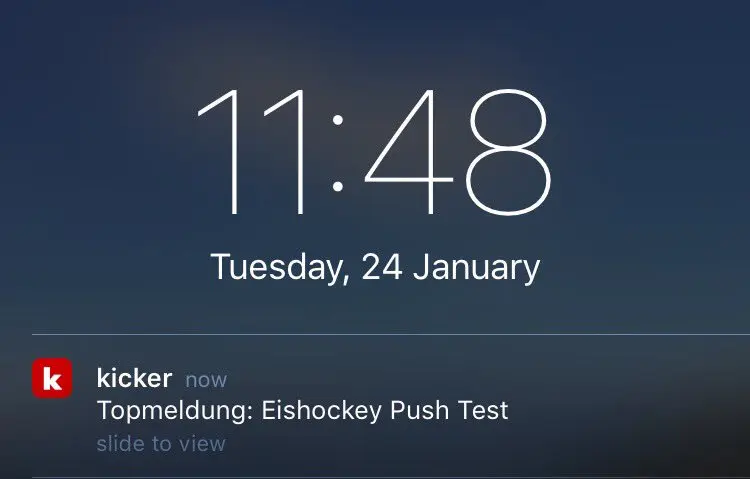 11:48
Tuesday, 24 January
k
kicker now
Topmeldung: Eishockey Push Test
slide to view